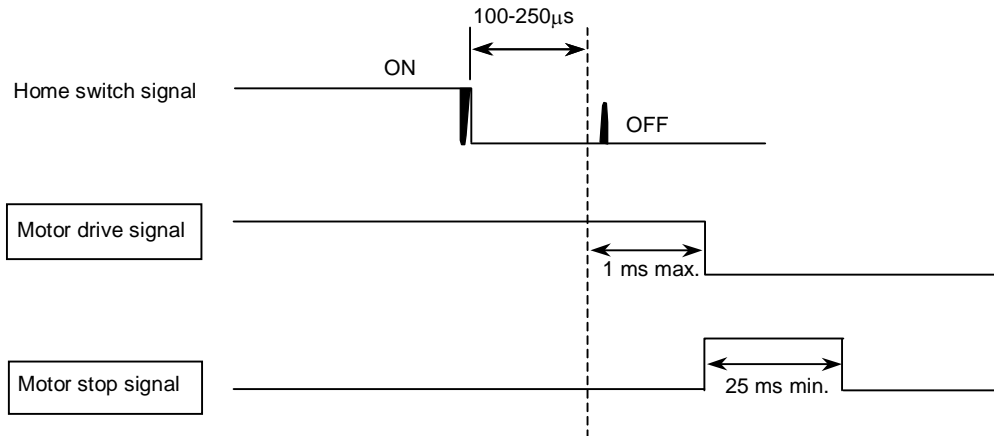 100-250μs
ON
Home switch signal
OFF
Motor drive signal
1 ms max.
Motor stop signal
25 ms min.